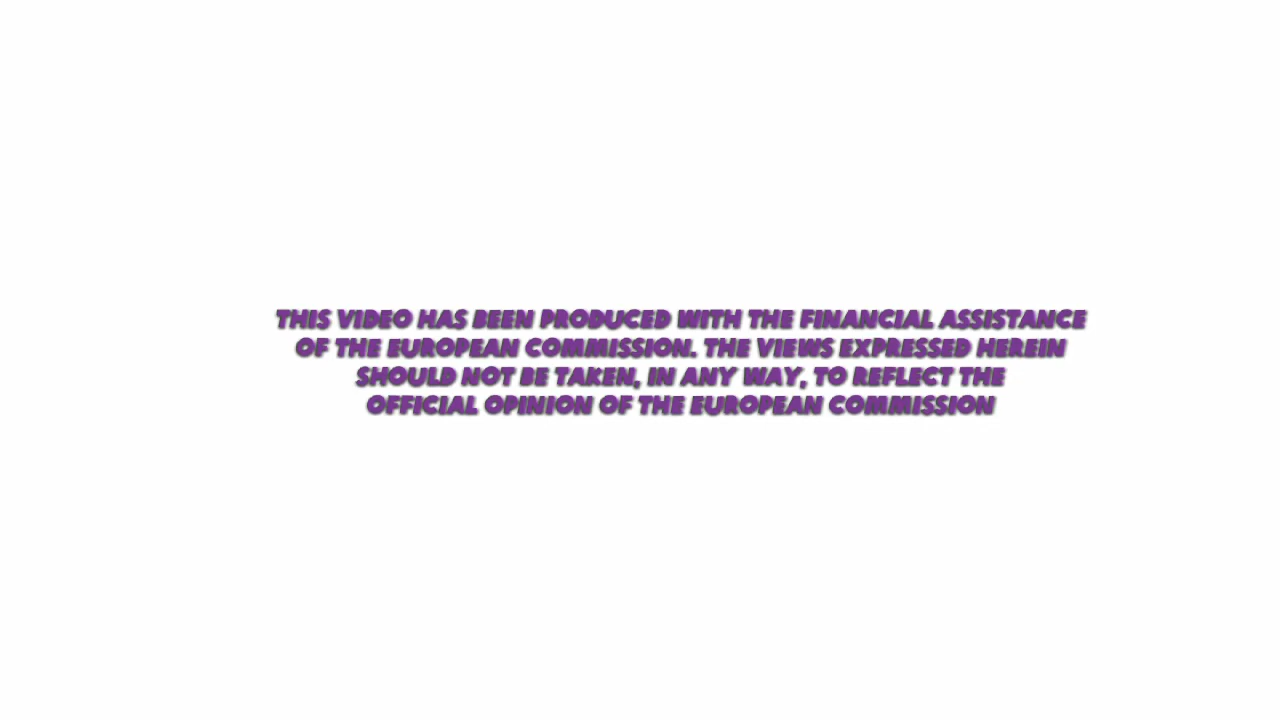 THIS VIDEO HAS BEEN PRODUCED WITH THE FINANCIAL ASSISTANCE
OF THE EUROPEAN COMMISSION. THE VIEWS EXPRESSED HEREIN
SHOULD NOT BE TAKEN, IN ANY WAY, TO REFLECT THE
OFFICIAL OPINION OF THE EUROPEAN COMMISSION